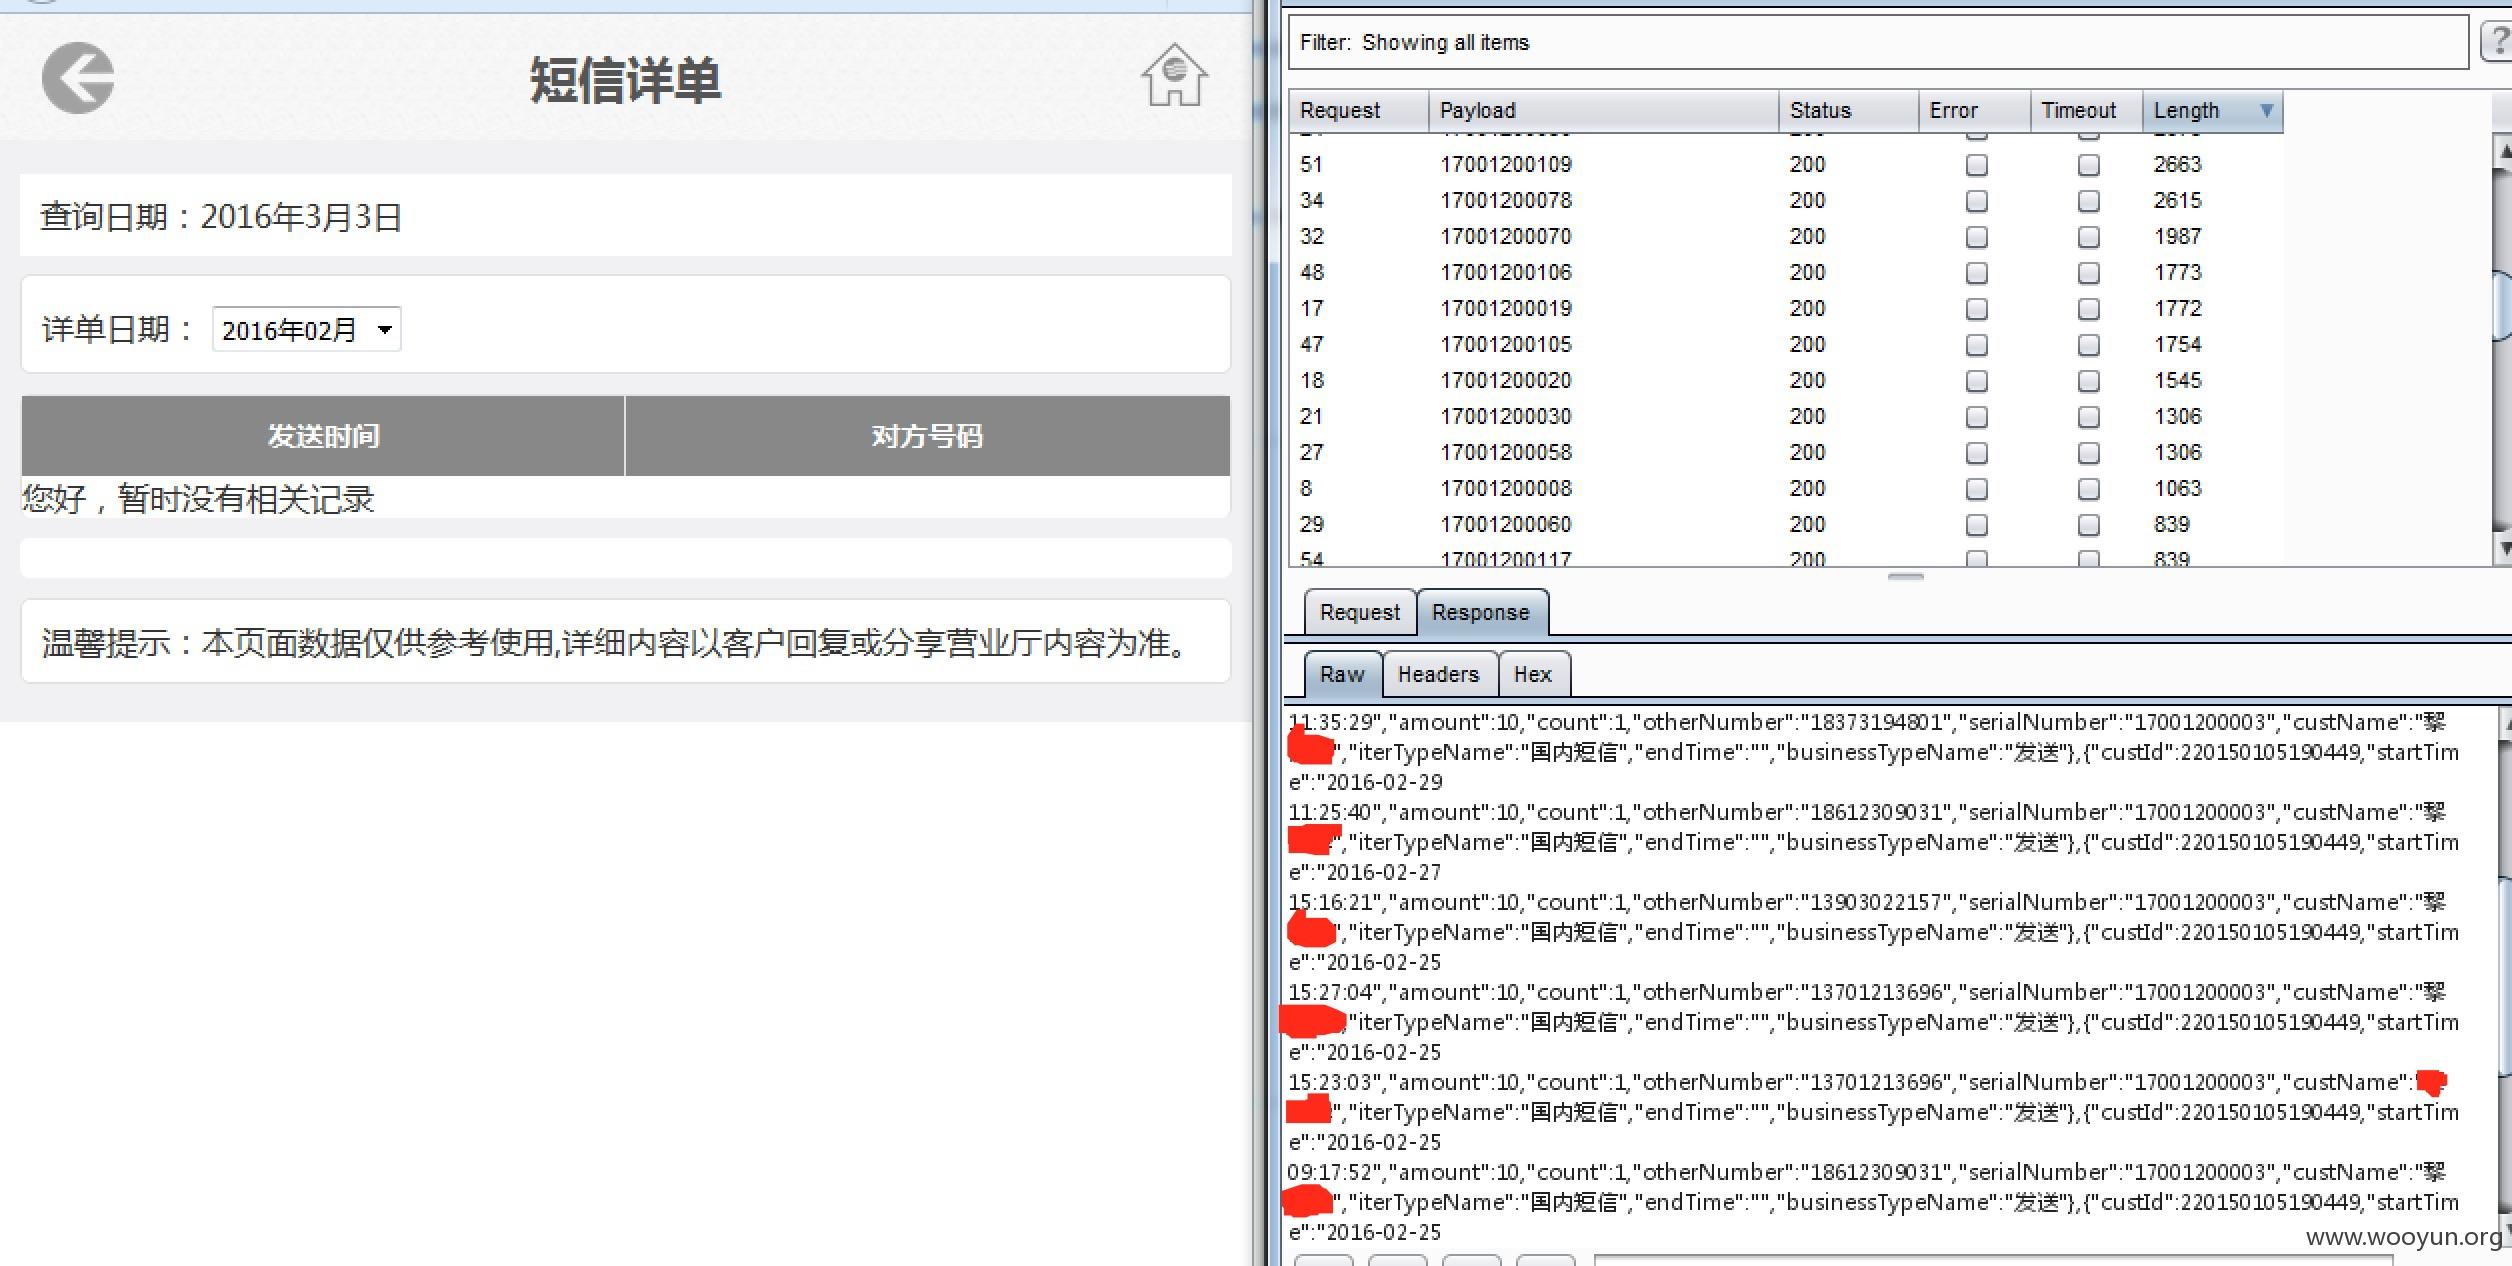 短信详单
查询日期：2016年3月3日
详单日期： 2016年02月
发送时间 对方号码
您好，暂时没有相关记录
温馨提示：本页面数据仅供参考使用,详细内容以客户回复或分享营业厅内容为准。
Filter: Showing all items
?
Request Payload Status Error Timeout Length
51 17001200109 200 2663
34 17001200078 200 2615
32 17001200070 200 1987
48 17001200106 200 1773
17 17001200019 200 1772
47 17001200105 200 1754
18 17001200020 200 1545
21 17001200030 200 1306
27 17001200058 200 1306
8 17001200008 200 1063
29 17001200060 200 839
54 17001200117 200 839
Request Response
Raw Headers Hex
11:35:29","amount":10,"count":1,"otherNumber":"18373194801","serialNumber":"17001200003","custName":"黎
","iterTypeName":"国内短信","endTime":"","businessTypeName":"发送"},{"custId":220150105190449,"startTim
e":"2016-02-29
11:25:40","amount":10,"count":1,"otherNumber":"18612309031","serialNumber":"17001200003","custName":"黎
","iterTypeName":"国内短信","endTime":"","businessTypeName":"发送"},{"custId":220150105190449,"startTim
e":"2016-02-27
15:16:21","amount":10,"count":1,"otherNumber":"13903022157","serialNumber":"17001200003","custName":"黎
","iterTypeName":"国内短信","endTime":"","businessTypeName":"发送"},{"custId":220150105190449,"startTim
e":"2016-02-25
15:27:04","amount":10,"count":1,"otherNumber":"13701213696","serialNumber":"17001200003","custName":"黎
,"iterTypeName":"国内短信","endTime":"","businessTypeName":"发送"},{"custId":220150105190449,"startTim
e":"2016-02-25
15:23:03","amount":10,"count":1,"otherNumber":"13701213696","serialNumber":"17001200003","custName":
","iterTypeName":"国内短信","endTime":"","businessTypeName":"发送"},{"custId":220150105190449,"startTim
e":"2016-02-25
09:17:52","amount":10,"count":1,"otherNumber":"18612309031","serialNumber":"17001200003","custName":"黎
","iterTypeName":"国内短信","endTime":"","businessTypeName":"发送"},{"custId":220150105190449,"startTim
e":"2016-02-25
www.wooyun.org